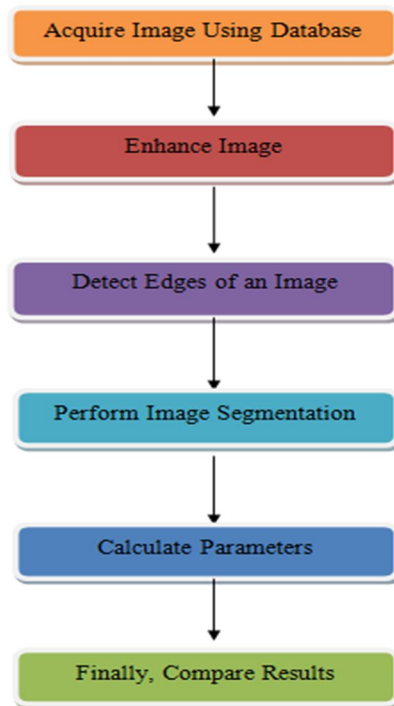 Acquire Image Using Database
Enhance Image
Detect Edges of an Image
Perform Image Segmentation
Calculate Parameters
Finally, Compare Results